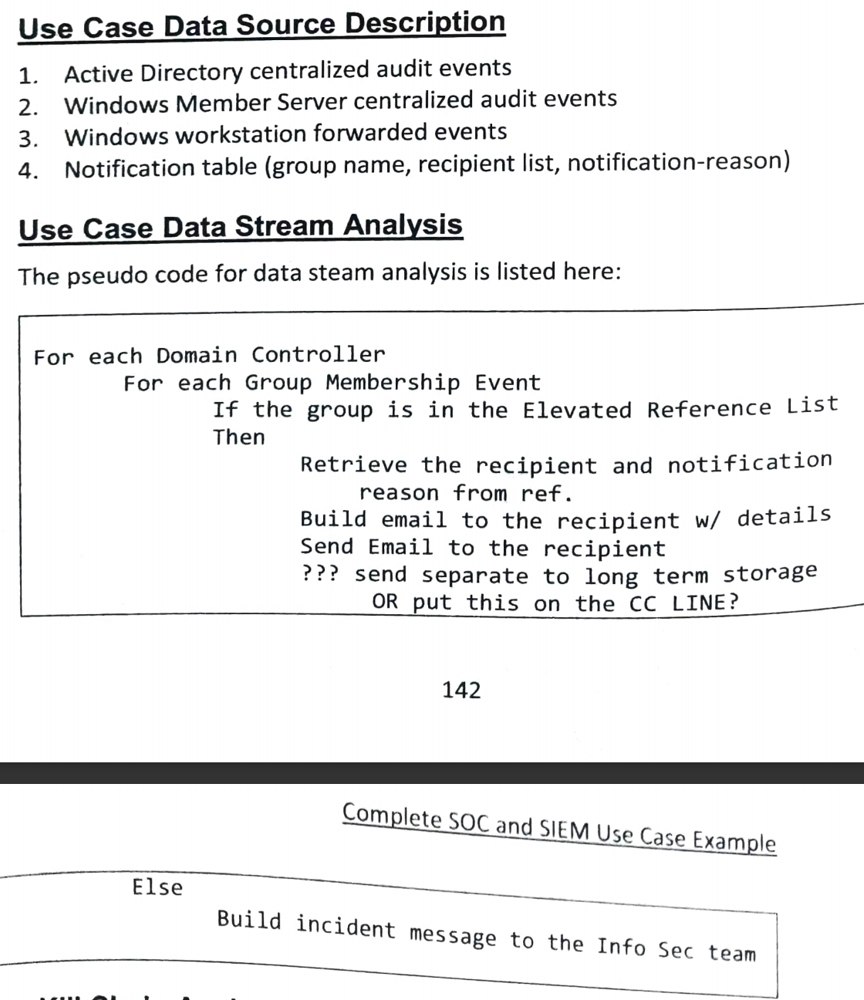 Use Case Data Source Description
1. Active Directory centralized audit events
2. Windows Member Server centralized audit events
3. Windows workstation forwarded events
4. Notification table (group name, recipient list, notification-reason)
Use Case Data Stream Analysis
The pseudo code for data steam analysis is listed here:
For each Domain Controller
For each Group Membership Event
If the group is in the Elevated Reference List
Then
Retrieve the recipient and notification
reason from ref.
Build email to the recipient w/ details
Send Email to the recipient
??? send separate to long term storage
OR put this on the CC LINE?
142
Complete SOC and SIEM Use Case Example
Else
Build incident message to the Info Sec team